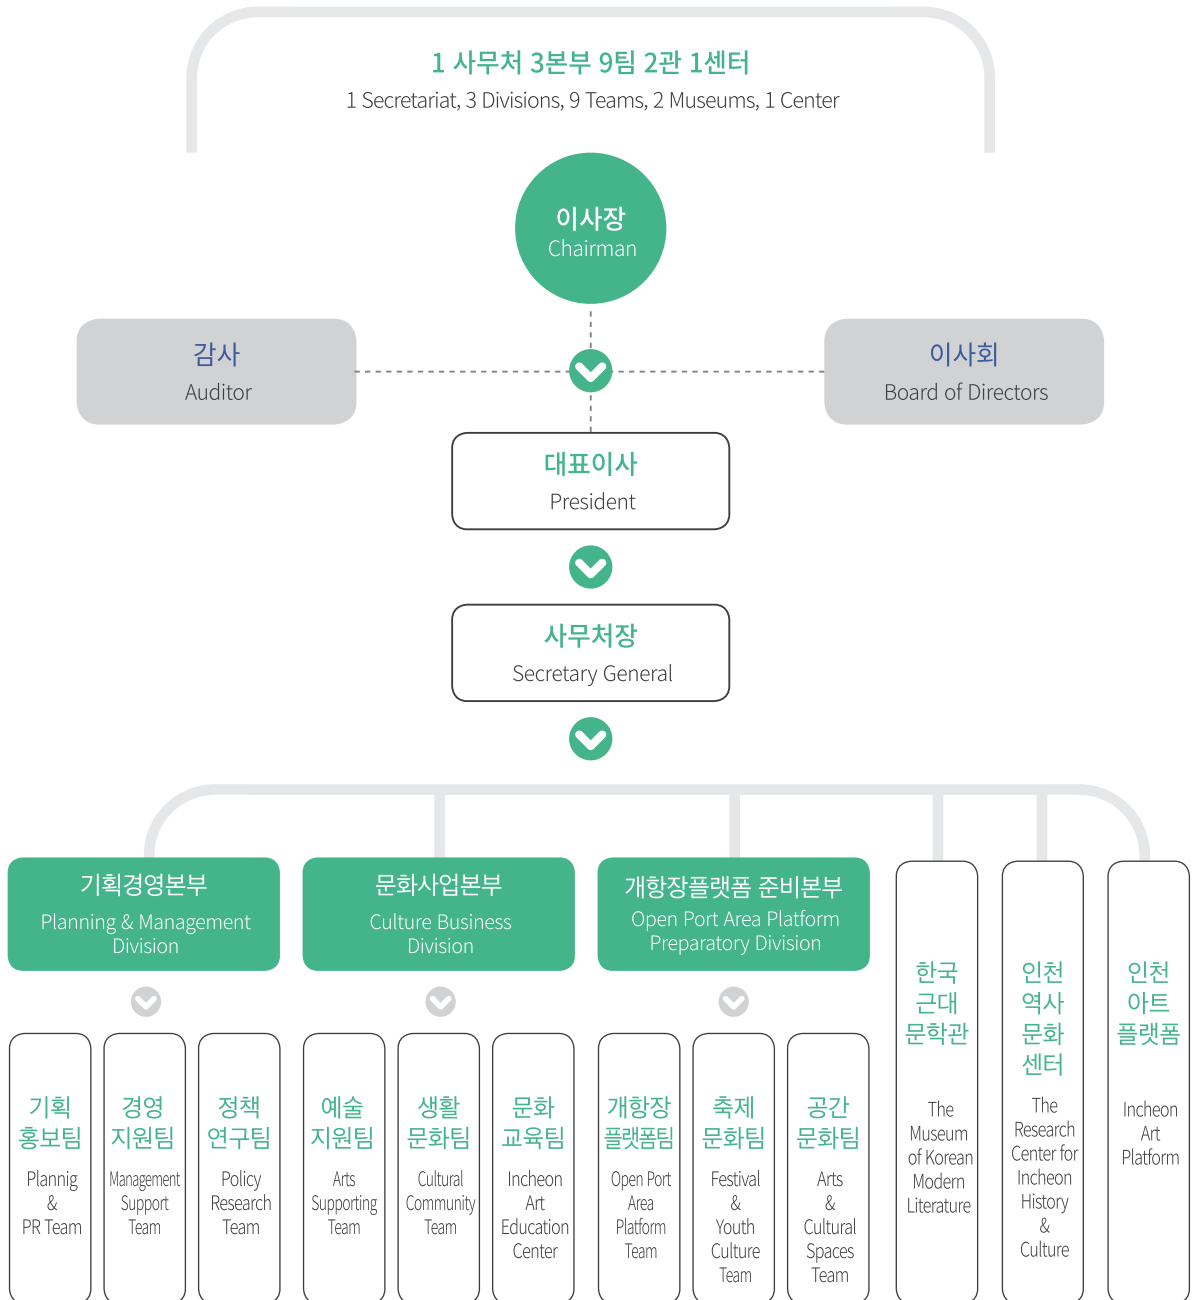 1 사무처 3본부 9팀 2관 1센터
1 Secretariat, 3 Divisions, 9 Teams, 2 Museums, 1 Center
이사장
Chairman
감사
Auditor
이사회
Board of Directors
대표이사
President
사무처장
Secretary General
기획경영본부
Planning & Management
Division
문화사업본부
Culture Business
Division
개항장플랫폼 준비본부
Open Port Area Platform
Preparatory Division
기획
홍보팀
Plannig
&
PR Team
경영
지원팀
Management
Support
Team
정책
연구팀
Policy
Research
Team
예술
지원팀
Arts
Supporting
Team
생활
문화팀
Cultural
Community
Team
문화
교육팀
Incheon
Art
Education
Center
개항장
플랫폼팀
Open Port
Area
Platform
Team
축제
문화팀
Festival
&
Youth
Culture
Team
공간
문화팀
Arts
&
Cultural
Spaces
Team
한국
근대
문학관
The
Museum
of Korean
Modern
Literature
인천
역사
문화
센터
The
Research
Center for
Incheon
History
&
Culture
인천
아트
플랫폼
Incheon
Art
Platform